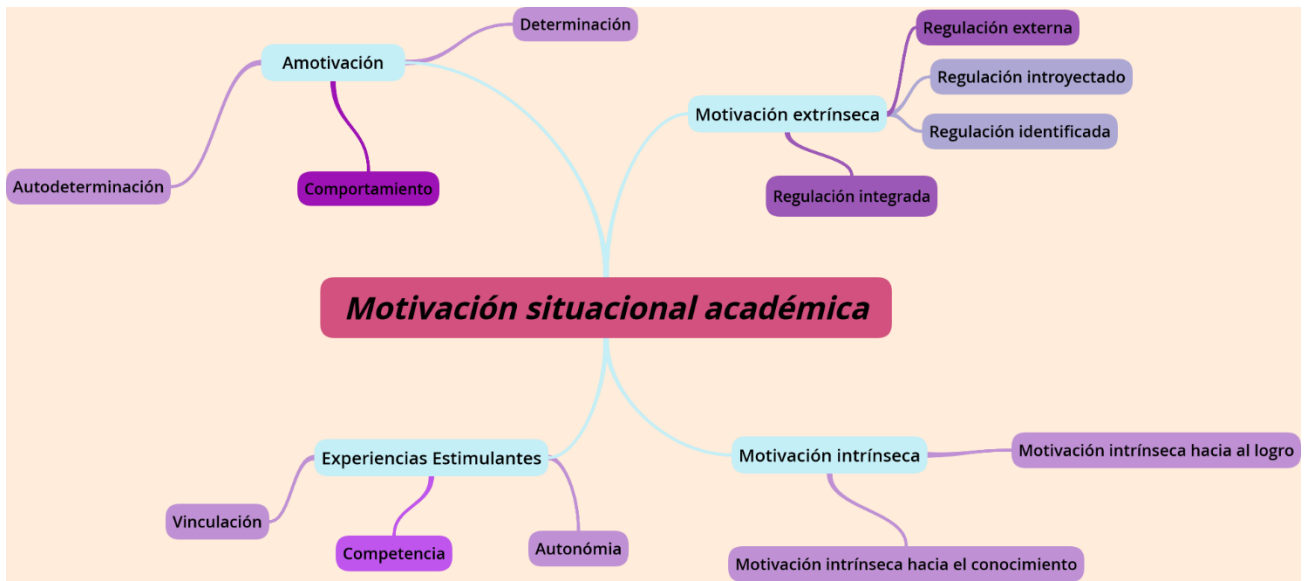 Determinación
Amotivación
Autodeterminación
Comportamiento
Regulación externa
Regulación introyectado
Motivación extrínseca
Regulación identificada
Regulación integrada
Motivación situacional académica
Experiencias Estimulantes
Vinculación
Competencia
Autonómia
Motivación intrínseca
Motivación intrínseca hacia al logro
Motivación intrínseca hacia el conocimiento